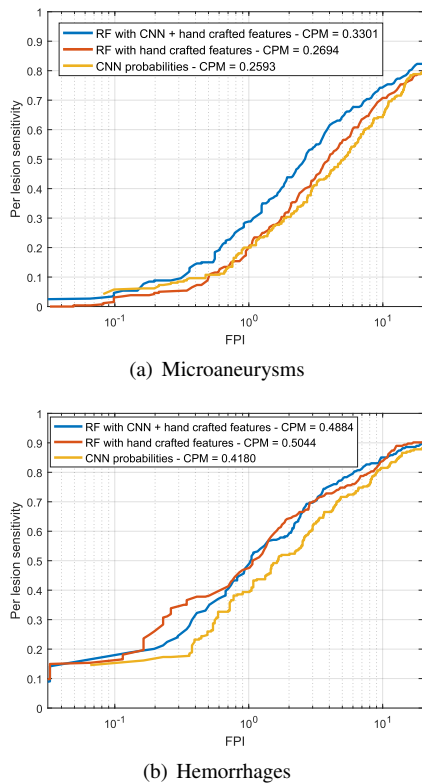 1
0.9
0.8
0.7
0.6
0.5
0.4
0.3
0.2
0.1
0
Per lesion sensitivity
RF with CNN + hand crafted features - CPM = 0.3301
RF with hand crafted features - CPM = 0.2694
CNN probabilities - CPM = 0.2593
10-1 100 101
FPI
(a) Microaneurysms
1
0.9
0.8
0.7
0.6
0.5
0.4
0.3
0.2
0.1
0
Per lesion sensitivity
RF with CNN + hand crafted features - CPM = 0.4884
RF with hand crafted features - CPM = 0.5044
CNN probabilities - CPM = 0.4180
10-1 100 101
FPI
(b) Hemorrhages